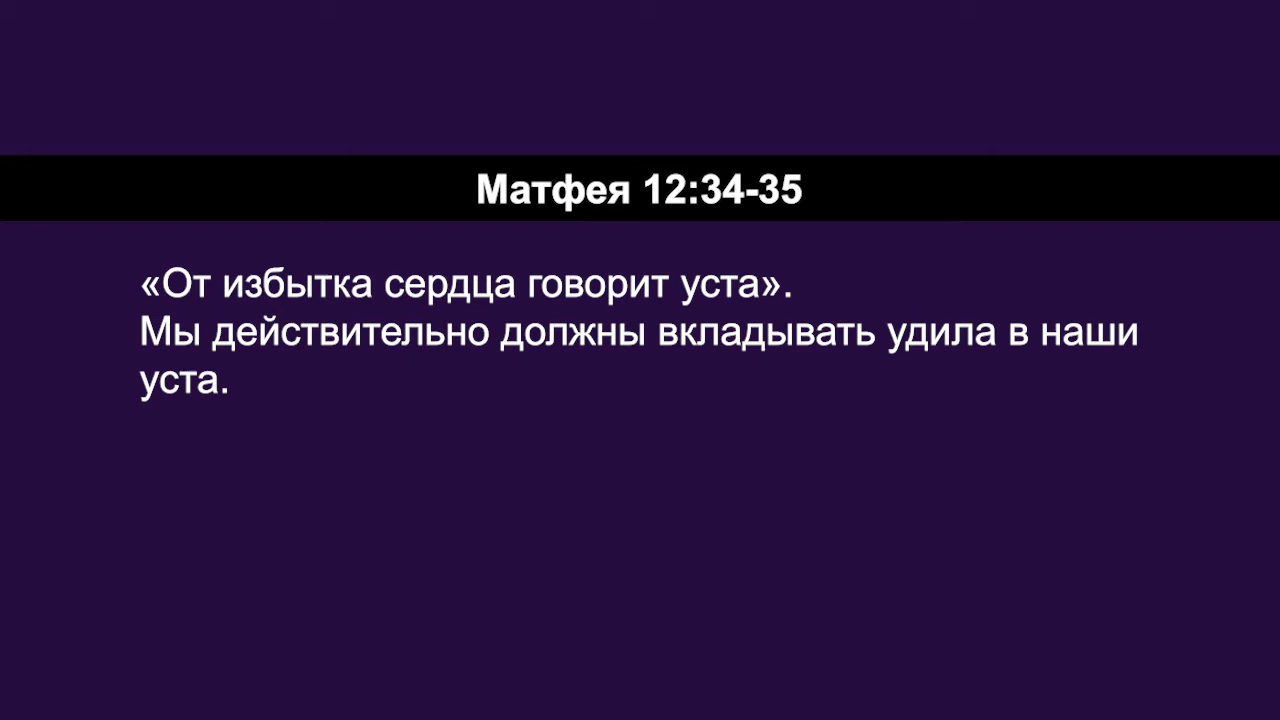 Матфея 12:34-35
«От избытка сердца говорит уста».
Мы действительно должны вкладывать удила в наши
уста.